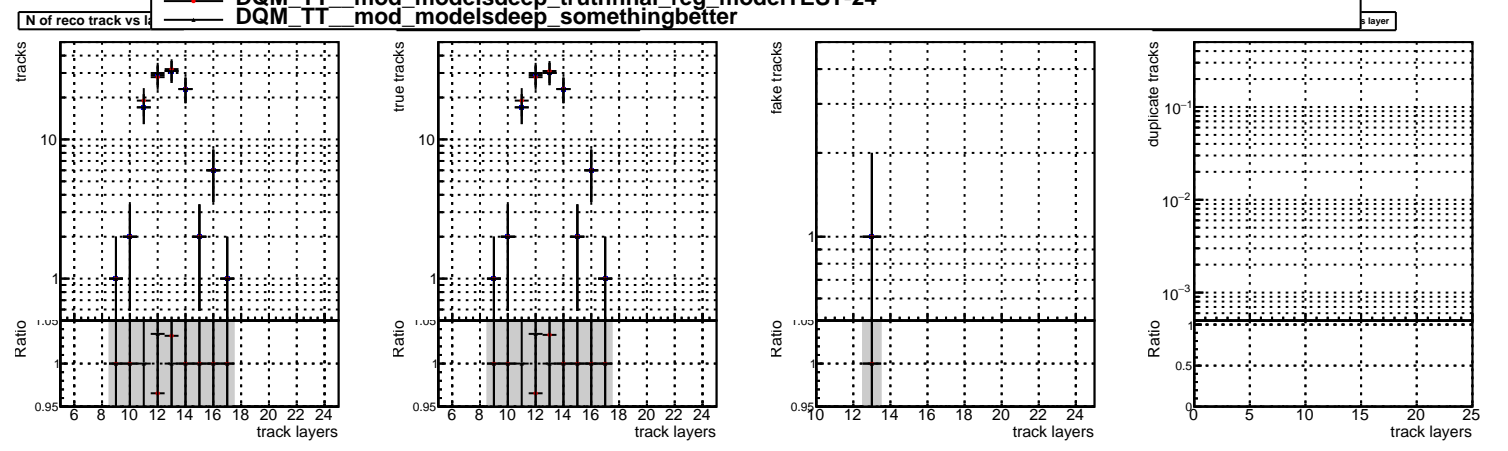 DQM_TT__mod_modelsdeep_truthfinal_reg_modelTEST-24
DQM_TT__mod_modelsdeep_somethingbetter
N of reco track vs
s layer
tracks
10
1
Ratio
1.05
1
0.95
6 8 10 12 14 16 18 20 22 24
track layers
true tracks
10
1
Ratio
1.05
1
0.95
6 8 10 12 14 16 18 20 22 24
track layers
fake tracks
1
Ratio
1.05
1
0.95
10 12 14 16 18 20 22 24
track layers
duplicate tracks
10⁻¹
10⁻²
10⁻³
Ratio
1
0.5
0
0 5 10 15 20 25
track layers